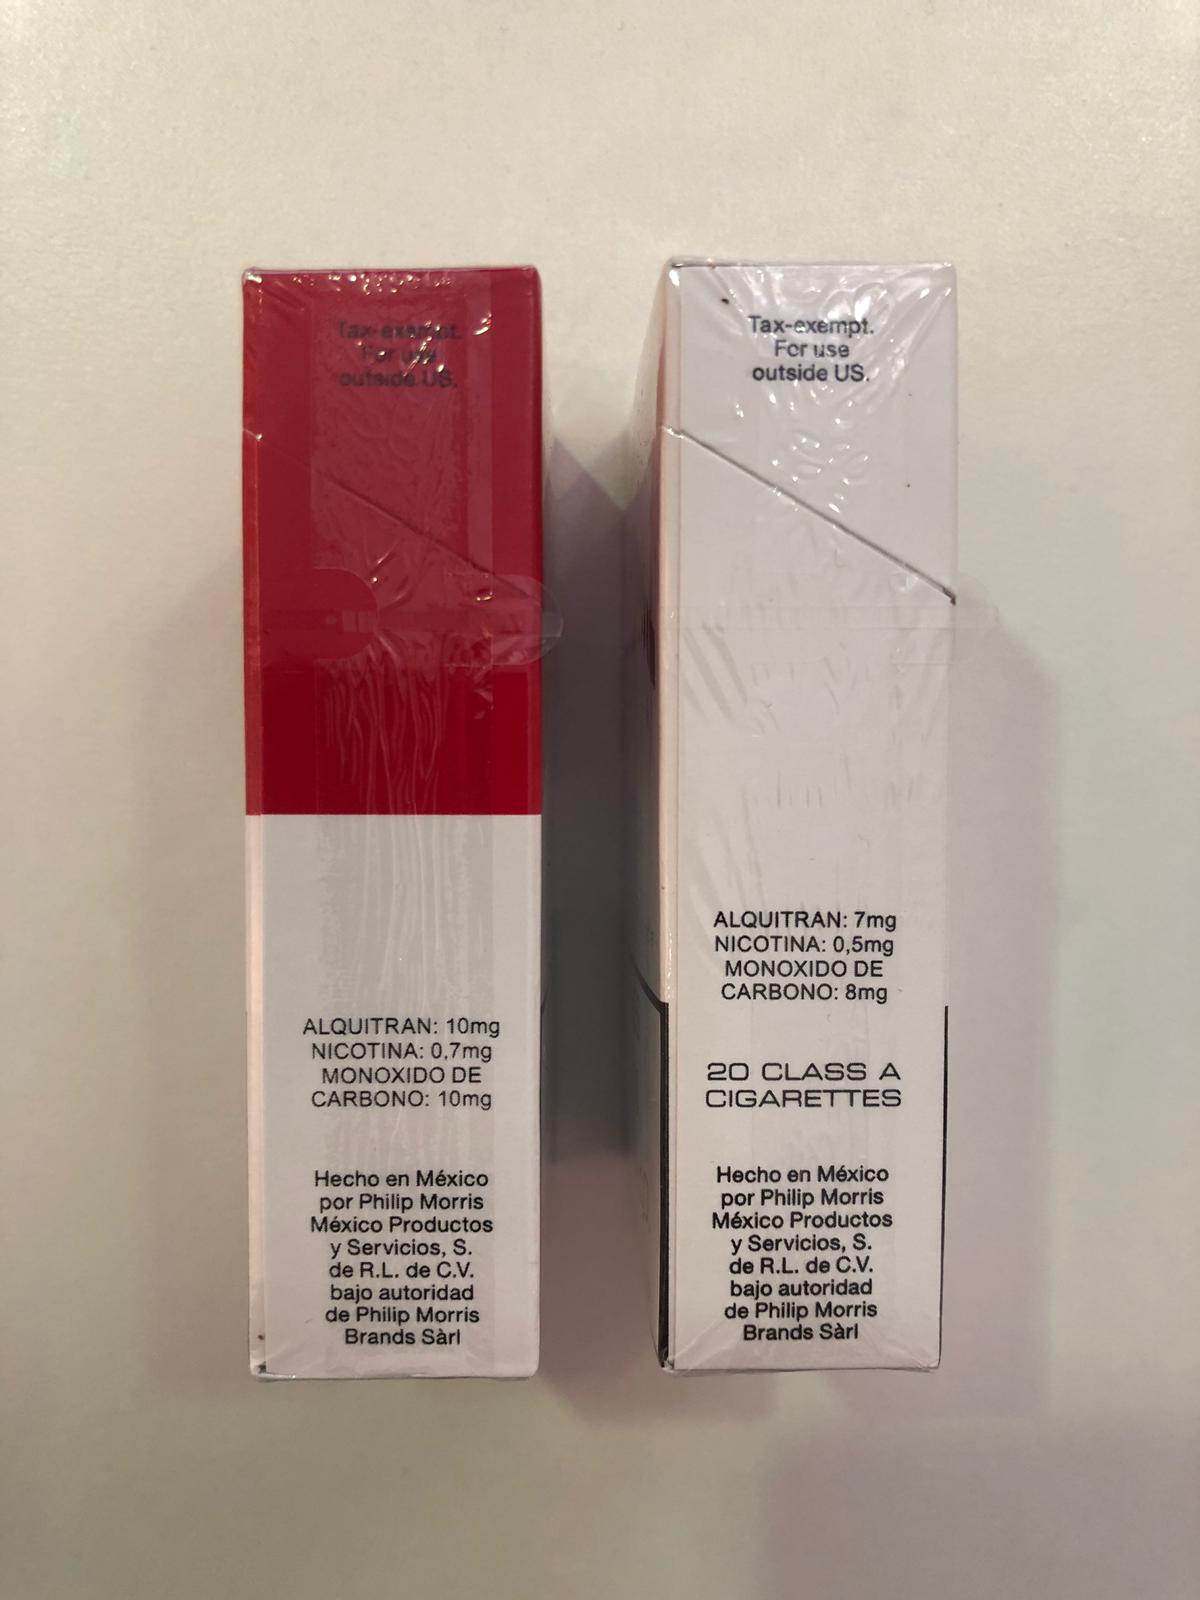 Tax-exempt.
For use
outside US.
ALQUITRAN: 10mg
NICOTINA: 0,7mg
MONOXIDO DE
CARBONO: 10mg
Hecho en México
por Philip Morris
México Productos
y Servicios, S.
de R.L. de C.V.
bajo autoridad
de Philip Morris
Brands Sàrl
Tax-exempt.
For use
outside US.
ALQUITRAN: 7mg
NICOTINA: 0,5mg
MONOXIDO DE
CARBONO: 8mg
20 CLASS A
CIGARETTES
Hecho en México
por Philip Morris
México Productos
y Servicios, S.
de R.L. de C.V.
bajo autoridad
de Philip Morris
Brands Sàrl